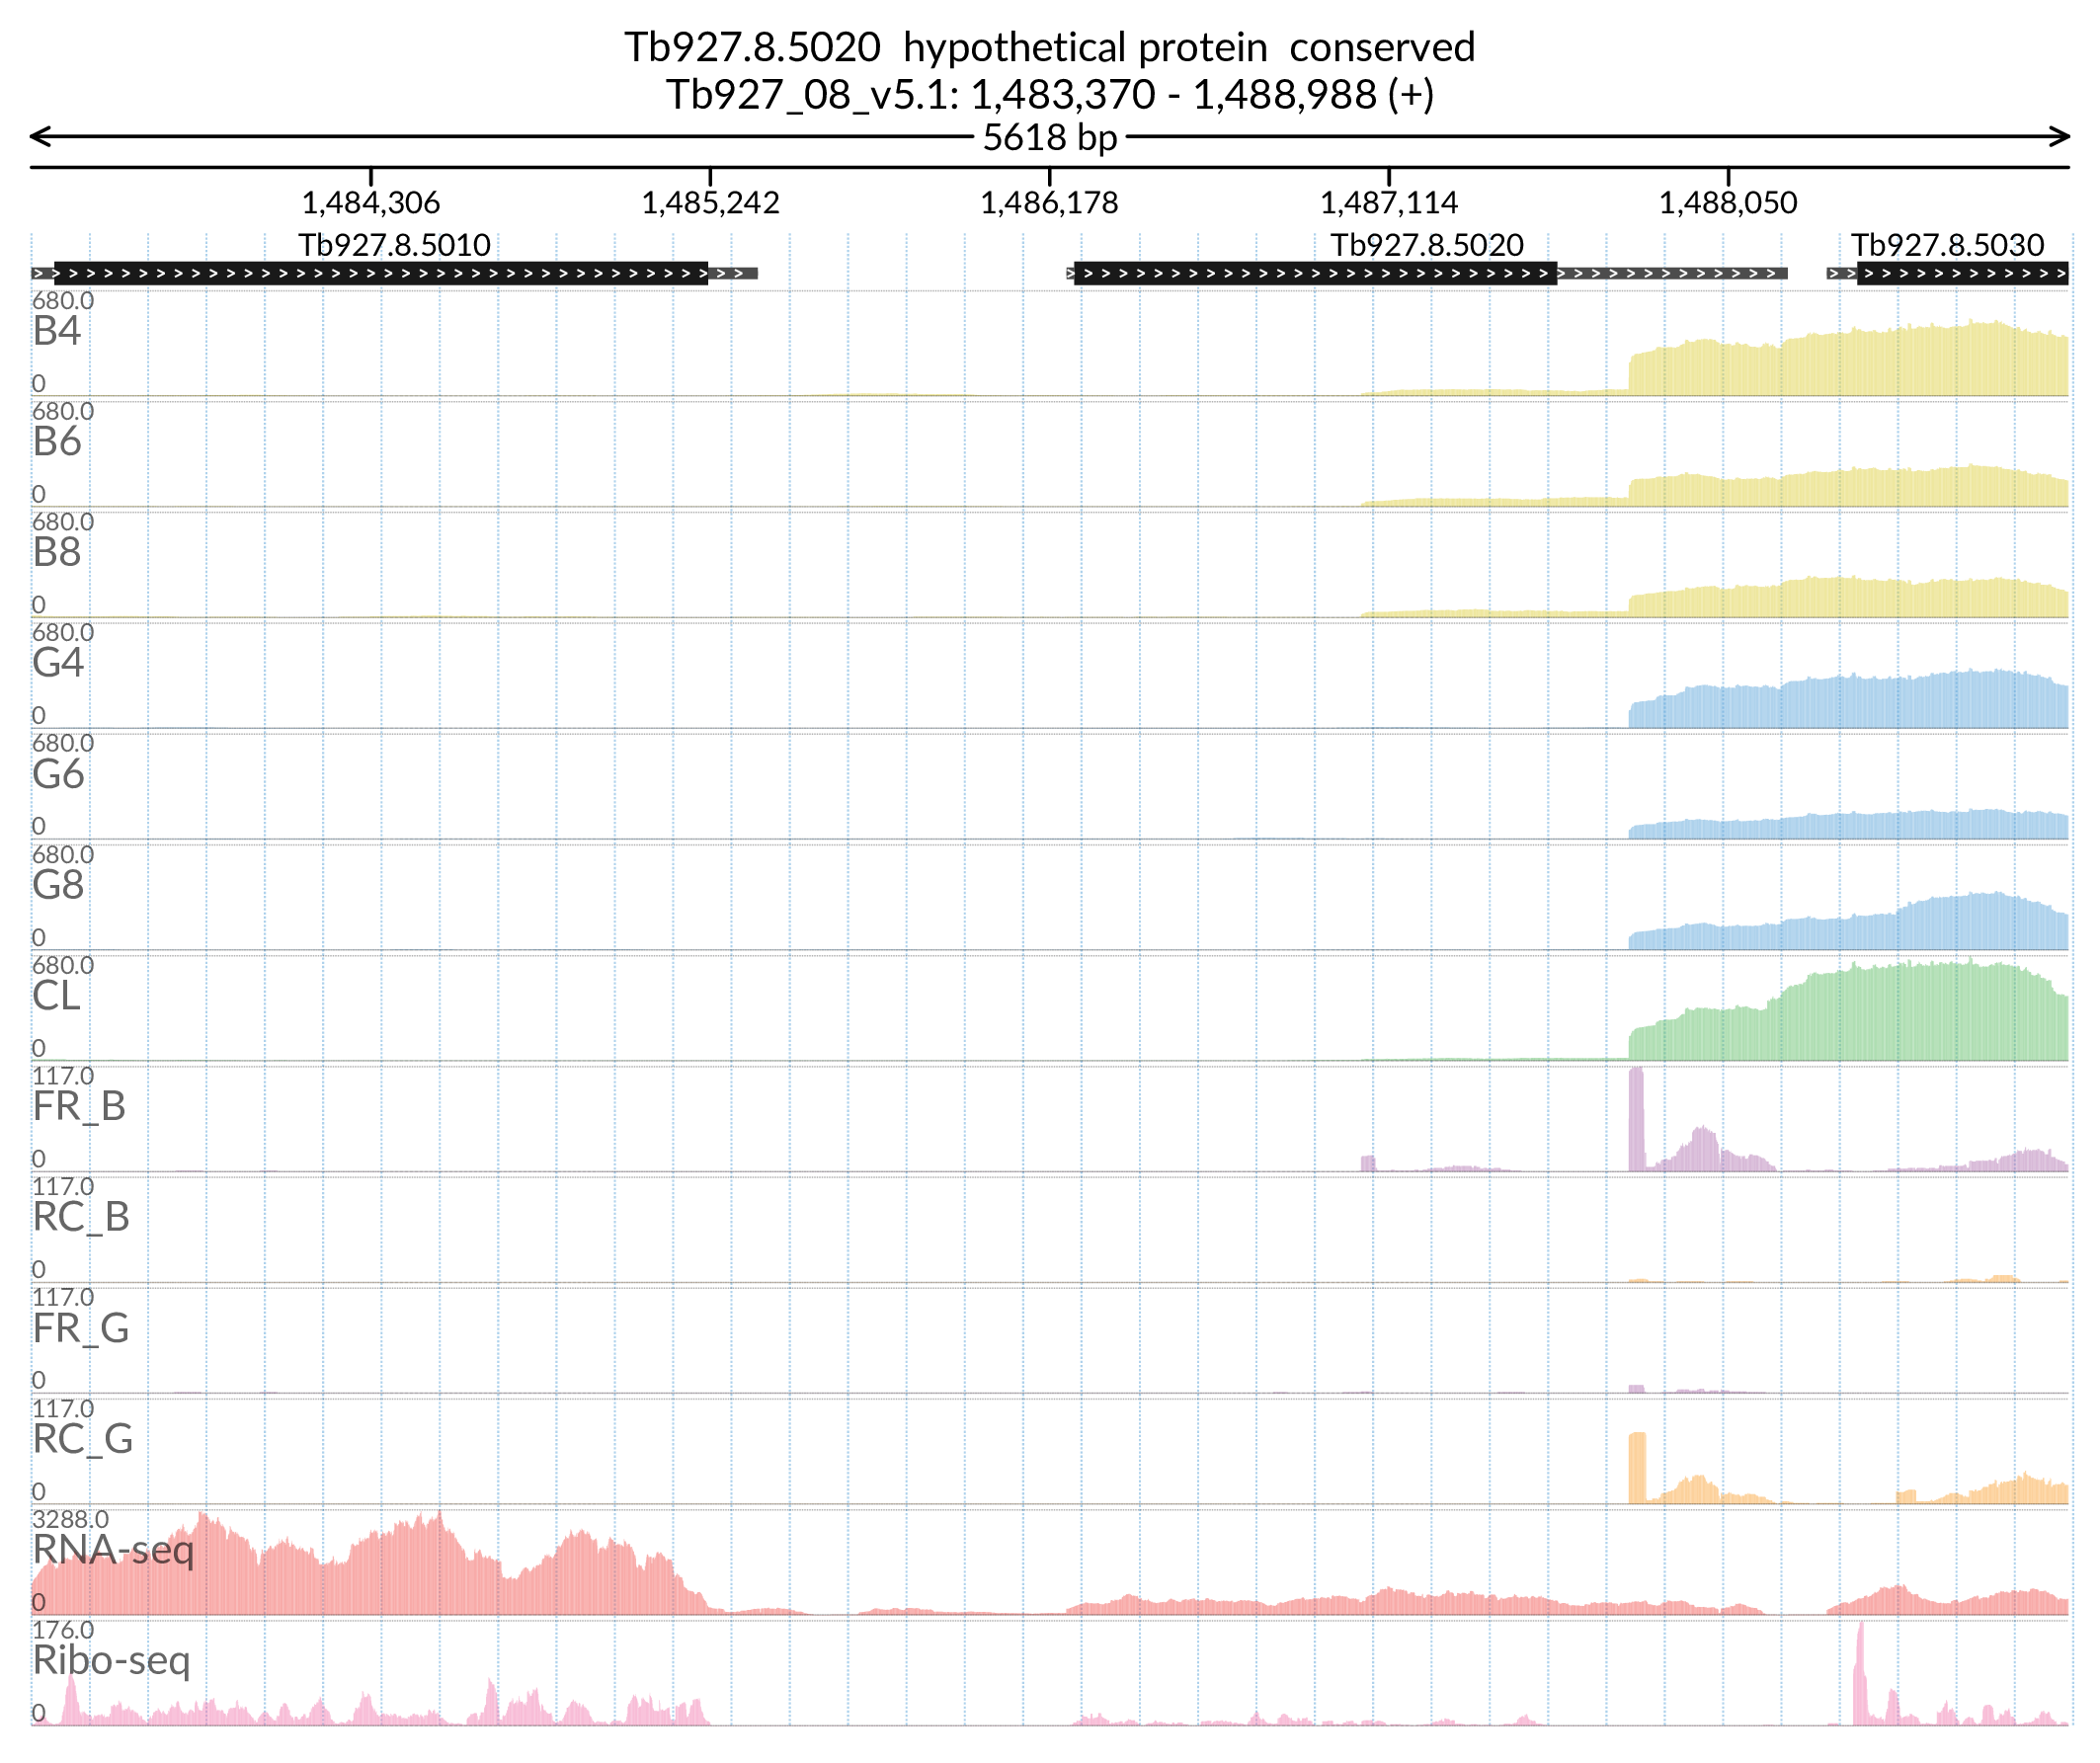 Tb927.8.5020 hypothetical protein conserved
Tb927_08_v5.1: 1,483,370 - 1,488,988 (+)
5618 bp
1,484,306 1,485,242 1,486,178 1,487,114 1,488,050
Tb927.8.5010 Tb927.8.5020 Tb927.8.5030
680.0
B4
0
680.0
B6
0
680.0
B8
0
680.0
G4
0
680.0
G6
0
680.0
G8
0
680.0
CL
0
117.0
FR_B
0
117.0
RC_B
0
117.0
FR_G
0
117.0
RC_G
0
3288.0
RNA-seq
0
176.0
Ribo-seq
0